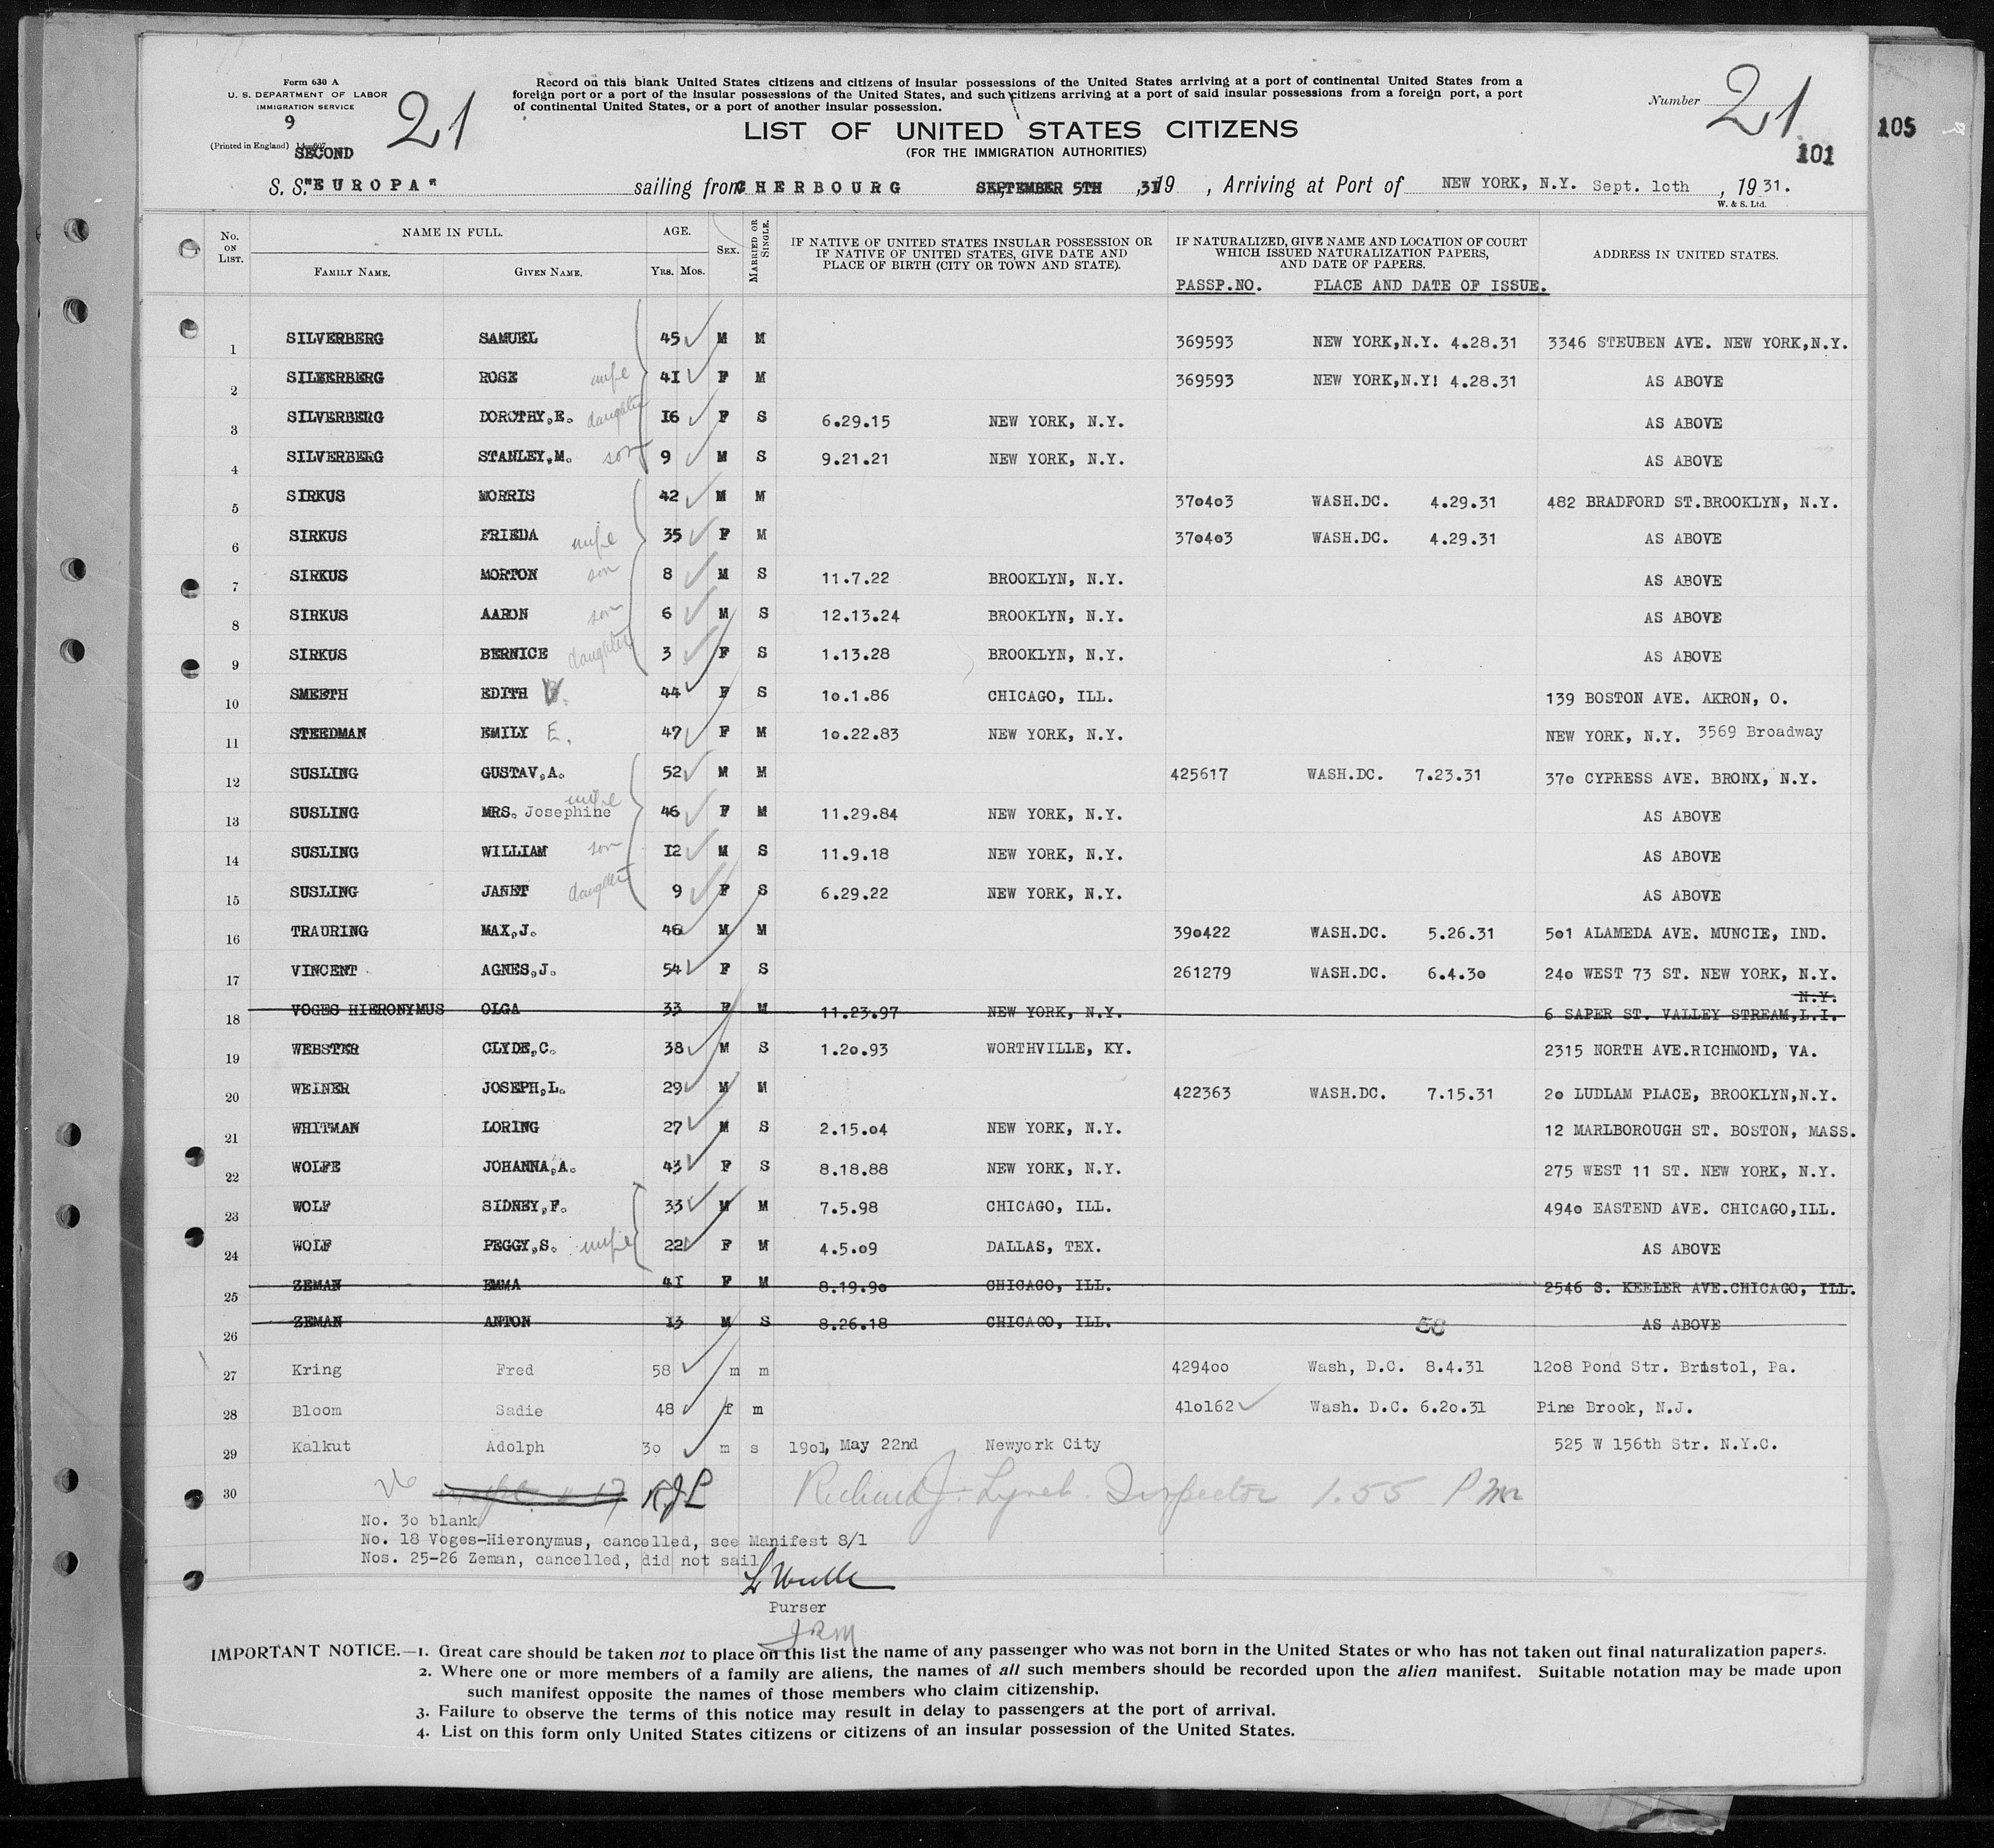 Form 630 A
U. S. DEPARTMENT OF LABOR
IMMIGRATION SERVICE
9
(Printed in England)
SECOND
21
Record on this blank United States citizens and citizens of insular possessions of the United States arriving at a port of continental United States from a
foreign port or a port of the insular possessions of the United States, and such citizens arriving at a port of said insular possessions from a foreign port, a port
of continental United States, or a port of another insular possession.
LIST OF UNITED STATES CITIZENS
(FOR THE IMMIGRATION AUTHORITIES)
Number 21
101
105
S. S. "EUROPA" sailing from CHERBOURG SEPTEMBER 5TH ,31 19 , Arriving at Port of NEW YORK, N.Y. Sept. 10th , 19 31.
W. & S. Ltd.
No. ON LIST. NAME IN FULL. FAMILY NAME. GIVEN NAME. AGE. YRS. MOS. SEX. MARRIED OR SINGLE.
IF NATIVE OF UNITED STATES INSULAR POSSESSION OR
IF NATIVE OF UNITED STATES, GIVE DATE AND
PLACE OF BIRTH (CITY OR TOWN AND STATE).
IF NATURALIZED, GIVE NAME AND LOCATION OF COURT
WHICH ISSUED NATURALIZATION PAPERS,
AND DATE OF PAPERS.
PASSP.NO. PLACE AND DATE OF ISSUE.
ADDRESS IN UNITED STATES.
1 SILVERBERG SAMUEL 45 M M 369593 NEW YORK,N.Y. 4.28.31 3346 STEUBEN AVE. NEW YORK,N.Y.
2 SILBERBERG ROSE wife 41 F M 369593 NEW YORK,N.Y! 4.28.31 AS ABOVE
3 SILVERBERG DOROTHY,E. daughter 16 F S 6.29.15 NEW YORK, N.Y. AS ABOVE
4 SILVERBERG STANLEY,M. son 9 M S 9.21.21 NEW YORK, N.Y. AS ABOVE
5 SIRKUS MORRIS 42 M M 370403 WASH.DC. 4.29.31 482 BRADFORD ST.BROOKLYN, N.Y.
6 SIRKUS FRIEDA wife 35 F M 370403 WASH.DC. 4.29.31 AS ABOVE
7 SIRKUS MORTON son 8 M S 11.7.22 BROOKLYN, N.Y. AS ABOVE
8 SIRKUS AARON son 6 M S 12.13.24 BROOKLYN, N.Y. AS ABOVE
9 SIRKUS BERNICE daughter 3 F S 1.13.28 BROOKLYN, N.Y. AS ABOVE
10 SMEETH EDITH 44 F S 10.1.86 CHICAGO, ILL. 139 BOSTON AVE. AKRON, O.
11 STEEDMAN EMILY E. 47 F M 10.22.83 NEW YORK, N.Y. NEW YORK, N.Y. 3569 Broadway
12 SUSLING GUSTAV,A. 52 M M 425617 WASH.DC. 7.23.31 370 CYPRESS AVE. BRONX, N.Y.
13 SUSLING MRS. Josephine wife 46 F M 11.29.84 NEW YORK, N.Y. AS ABOVE
14 SUSLING WILLIAM son 12 M S 11.9.18 NEW YORK, N.Y. AS ABOVE
15 SUSLING JANET daughter 9 F S 6.29.22 NEW YORK, N.Y. AS ABOVE
16 TRAURING MAX,J. 46 M M 390422 WASH.DC. 5.26.31 501 ALAMEDA AVE. MUNCIE, IND.
17 VINCENT AGNES,J. 54 F S 261279 WASH.DC. 6.4.30 240 WEST 73 ST. NEW YORK, N.Y.
N.Y.
18 VOGES HIERONYMUS OLGA 33 F M 11.23.97 NEW YORK, N.Y. 6 SAPER ST. VALLEY STREAM,L.I.
19 WEBSTER CLYDE,C. 38 M S 1.20.93 WORTHVILLE, KY. 2315 NORTH AVE.RICHMOND, VA.
20 WEINER JOSEPH,L. 29 M M 422363 WASH.DC. 7.15.31 20 LUDLAM PLACE, BROOKLYN,N.Y.
21 WHITMAN LORING 27 M S 2.15.04 NEW YORK, N.Y. 12 MARLBOROUGH ST. BOSTON, MASS.
22 WOLFE JOHANNA,A. 43 F S 8.18.88 NEW YORK, N.Y. 275 WEST 11 ST. NEW YORK, N.Y.
23 WOLF SIDNEY,F. 33 M M 7.5.98 CHICAGO, ILL. 4940 EASTEND AVE. CHICAGO,ILL.
24 WOLF PEGGY,S. wife 22 F M 4.5.09 DALLAS, TEX. AS ABOVE
25 ZEMAN EMMA 41 F M 8.19.90 CHICAGO, ILL. 2546 S. KEELER AVE.CHICAGO, ILL.
26 ZEMAN ANTON 13 M S 8.26.18 CHICAGO, ILL. AS ABOVE
27 Kring Fred 58 m m 429400 Wash, D.C. 8.4.31 1208 Pond Str. Bristol, Pa.
28 Bloom Sadie 48 f m 410162 Wash. D.C. 6.20.31 Pine Brook, N.J.
29 Kalkut Adolph 30 m s 1901, May 22nd Newyork City 525 W 156th Str. N.Y.C.
30 RJL Richard J. Lynch Inspector 1.55 P.M.
No. 30 blank
No. 18 Voges-Hieronymus, cancelled, see Manifest 8/1
Nos. 25-26 Zeman, cancelled, did not sail
Purser
JRM
IMPORTANT NOTICE.—1. Great care should be taken not to place on this list the name of any passenger who was not born in the United States or who has not taken out final naturalization papers.
2. Where one or more members of a family are aliens, the names of all such members should be recorded upon the alien manifest. Suitable notation may be made upon
such manifest opposite the names of those members who claim citizenship.
3. Failure to observe the terms of this notice may result in delay to passengers at the port of arrival.
4. List on this form only United States citizens or citizens of an insular possession of the United States.